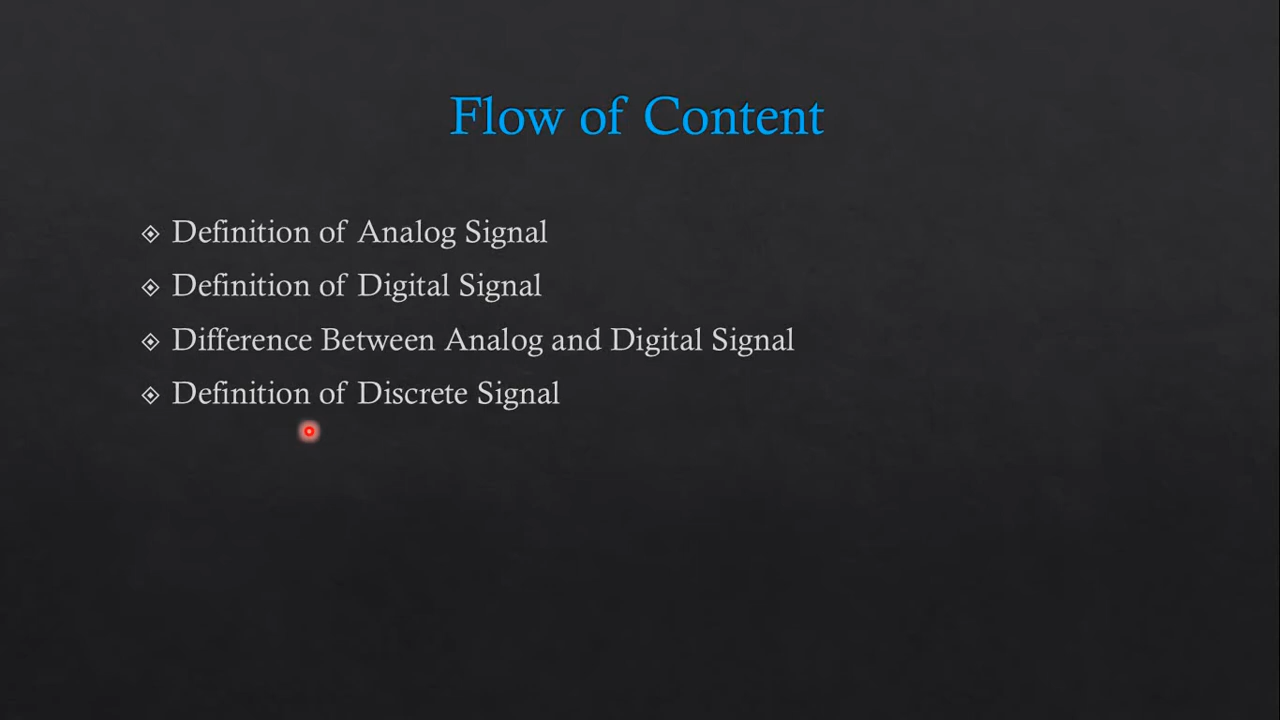 Flow of Content
Definition of Analog Signal
Definition of Digital Signal
Difference Between Analog and Digital Signal
Definition of Discrete Signal